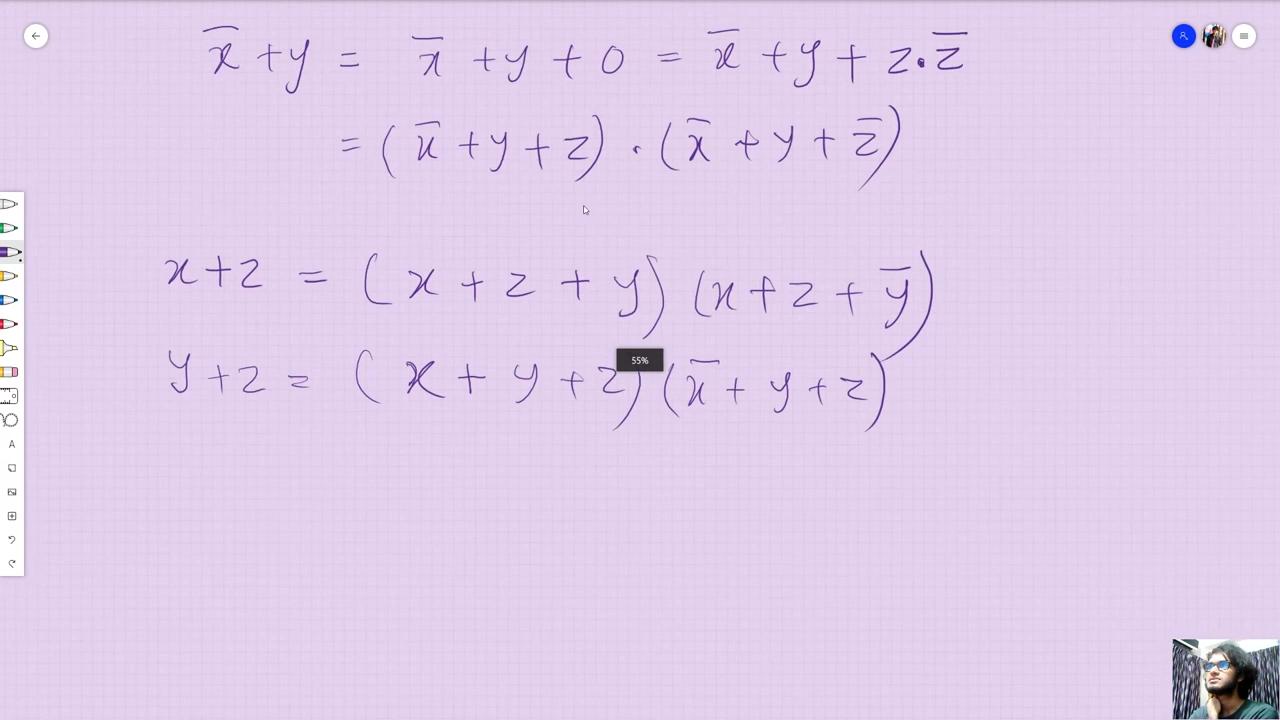 x̅ + y = x̅ + y + 0 = x̅ + y + z · z̅
= (x̅ + y + z) · (x̅ + y + z̅)
x + z = (x + z + y) (x + z + y̅)
55%
y + z = (x + y + z) (x̅ + y + z)
A